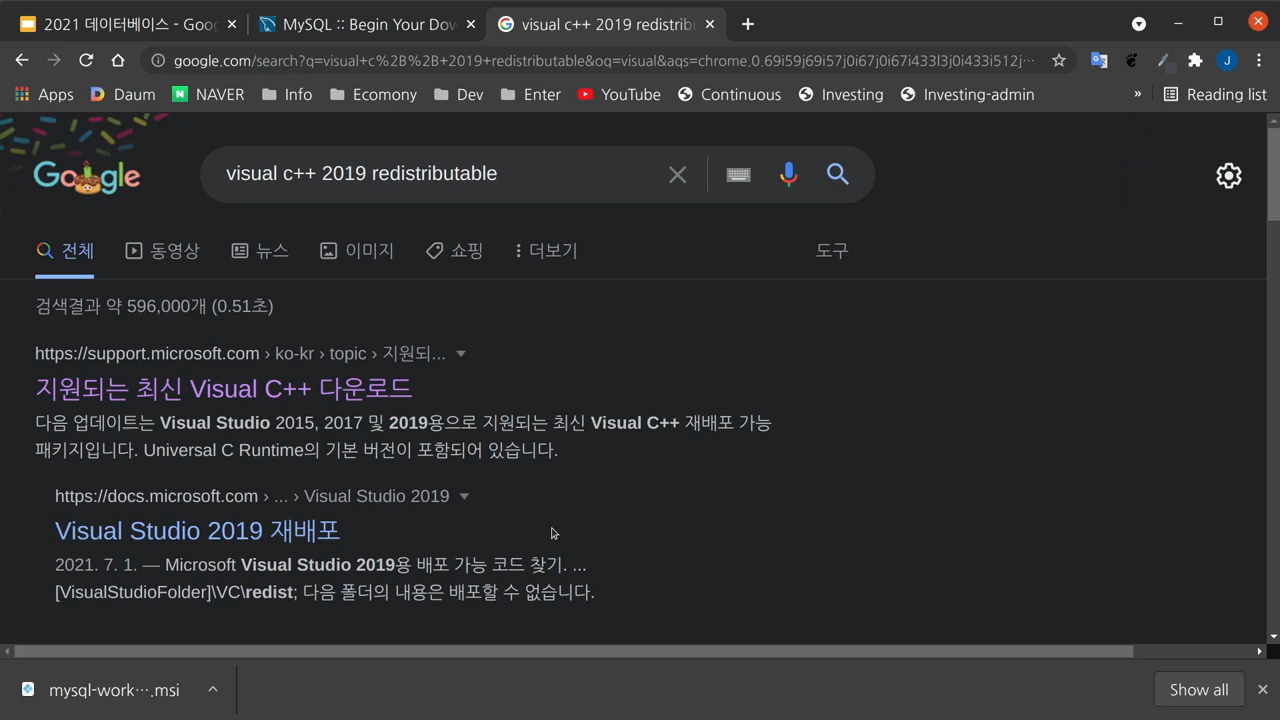 2021 데이터베이스 - Goog
MySQL :: Begin Your Dow
visual c++ 2019 redistrib
google.com/search?q=visual+c%2B%2B+2019+redistributable&oq=visual&aqs=chrome.0.69i59j69i57j0i67j0i67i433l3j0i433i512j…
J
Apps
Daum
NAVER
Info
Ecomony
Dev
Enter
YouTube
Continuous
Investing
Investing-admin
»
Reading list
Google
visual c++ 2019 redistributable
전체
동영상
뉴스
이미지
쇼핑
더보기
도구
검색결과 약 596,000개 (0.51초)
https://support.microsoft.com › ko-kr › topic › 지원되...
지원되는 최신 Visual C++ 다운로드
다음 업데이트는 Visual Studio 2015, 2017 및 2019용으로 지원되는 최신 Visual C++ 재배포 가능
패키지입니다. Universal C Runtime의 기본 버전이 포함되어 있습니다.
https://docs.microsoft.com › ... › Visual Studio 2019
Visual Studio 2019 재배포
2021. 7. 1. — Microsoft Visual Studio 2019용 배포 가능 코드 찾기. ...
[VisualStudioFolder]\VC\redist; 다음 폴더의 내용은 배포할 수 없습니다.
mysql-work….msi
Show all